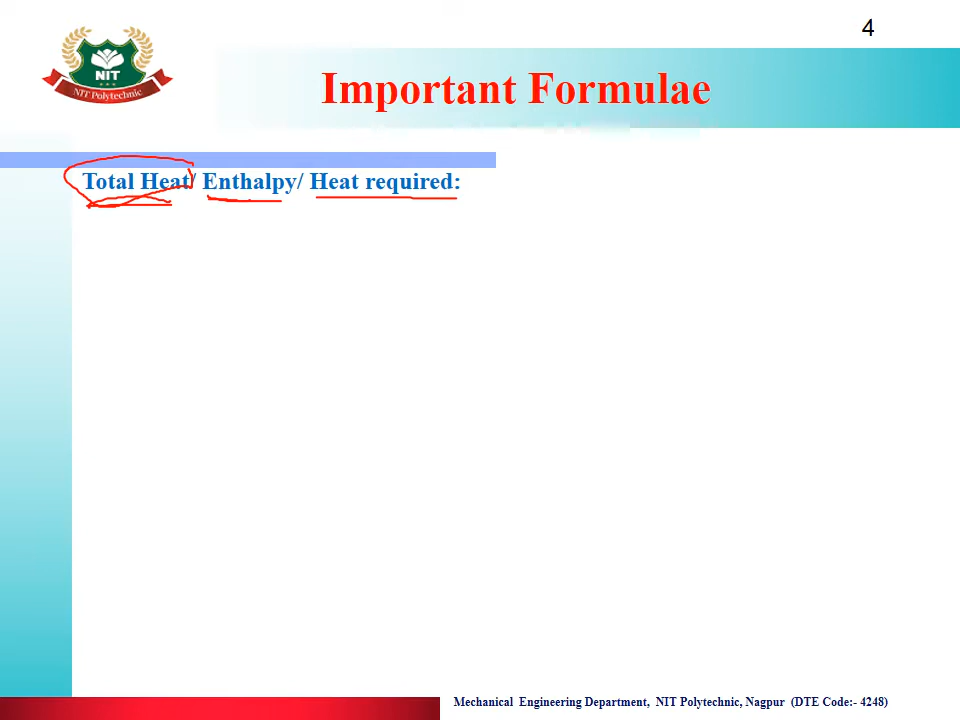 4
NIT
NIT Polytechnic
Important Formulae
Total Heat/ Enthalpy/ Heat required:
Mechanical Engineering Department, NIT Polytechnic, Nagpur (DTE Code:- 4248)